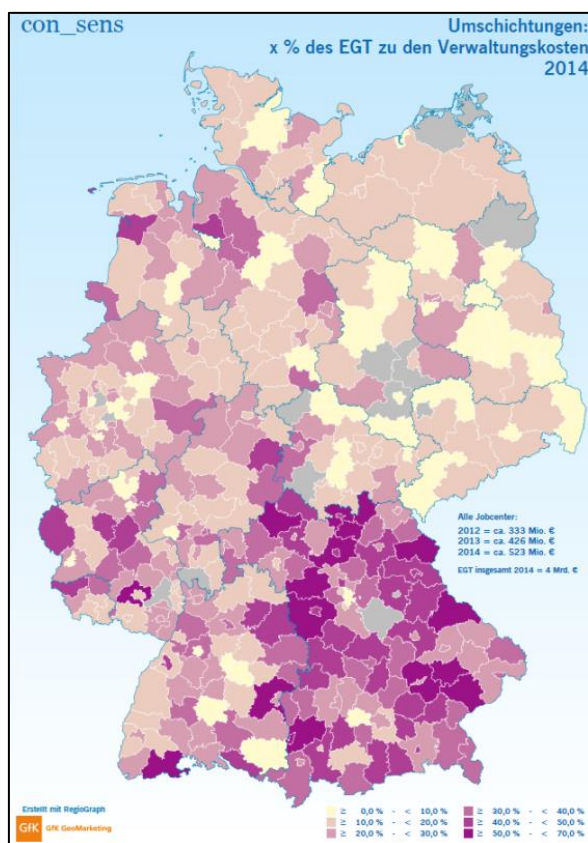 con_sens
Umschichtungen:
x % des EGT zu den Verwaltungskosten
2014
Alle Jobcenter:
2012 = ca. 333 Mio. €
2013 = ca. 426 Mio. €
2014 = ca. 523 Mio. €
EGT insgesamt 2014 = 4 Mrd. €
Erstellt mit RegioGraph
GfK GfK GeoMarketing
≥ 0,0 % - < 10,0 %
≥ 10,0 % - < 20,0 %
≥ 20,0 % - < 30,0 %
≥ 30,0 % - < 40,0 %
≥ 40,0 % - < 50,0 %
≥ 50,0 % - < 70,0 %